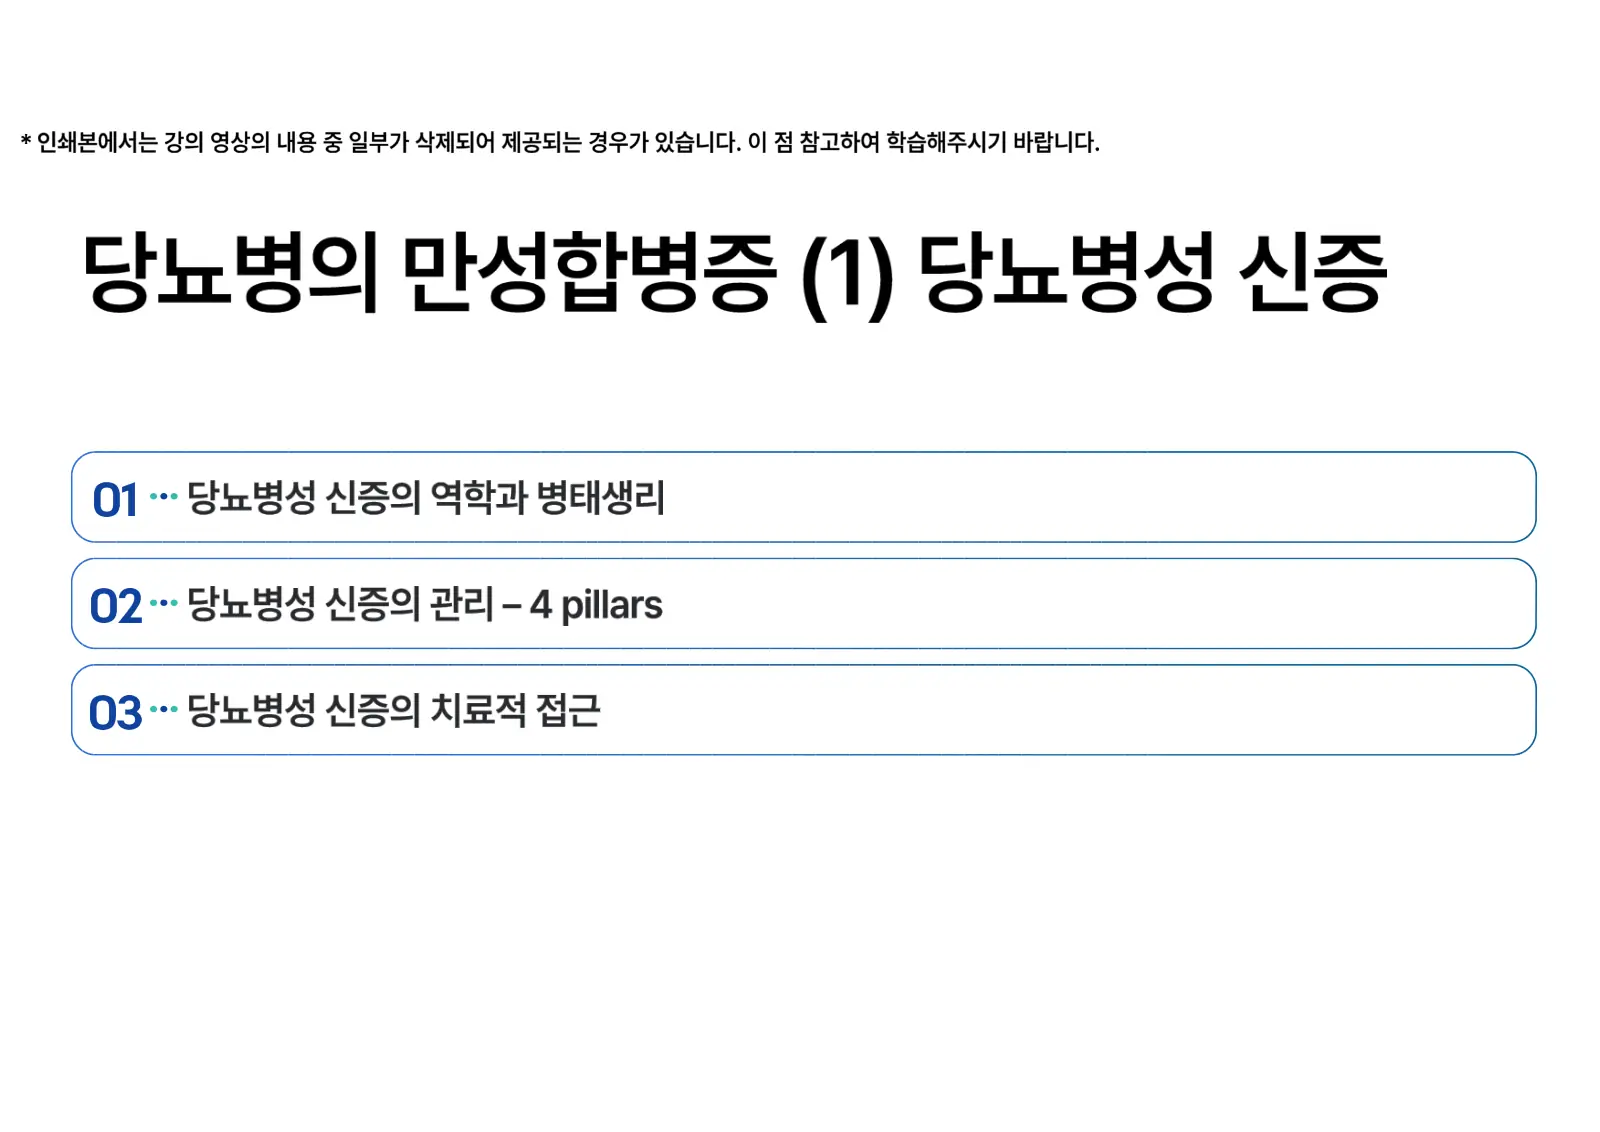 * 인쇄본에서는 강의 영상의 내용 중 일부가 삭제되어 제공되는 경우가 있습니다. 이 점 참고하여 학습해주시기 바랍니다.
당뇨병의 만성합병증 (1) 당뇨병성 신증
01 ··· 당뇨병성 신증의 역학과 병태생리
02 ··· 당뇨병성 신증의 관리 – 4 pillars
03 ··· 당뇨병성 신증의 치료적 접근